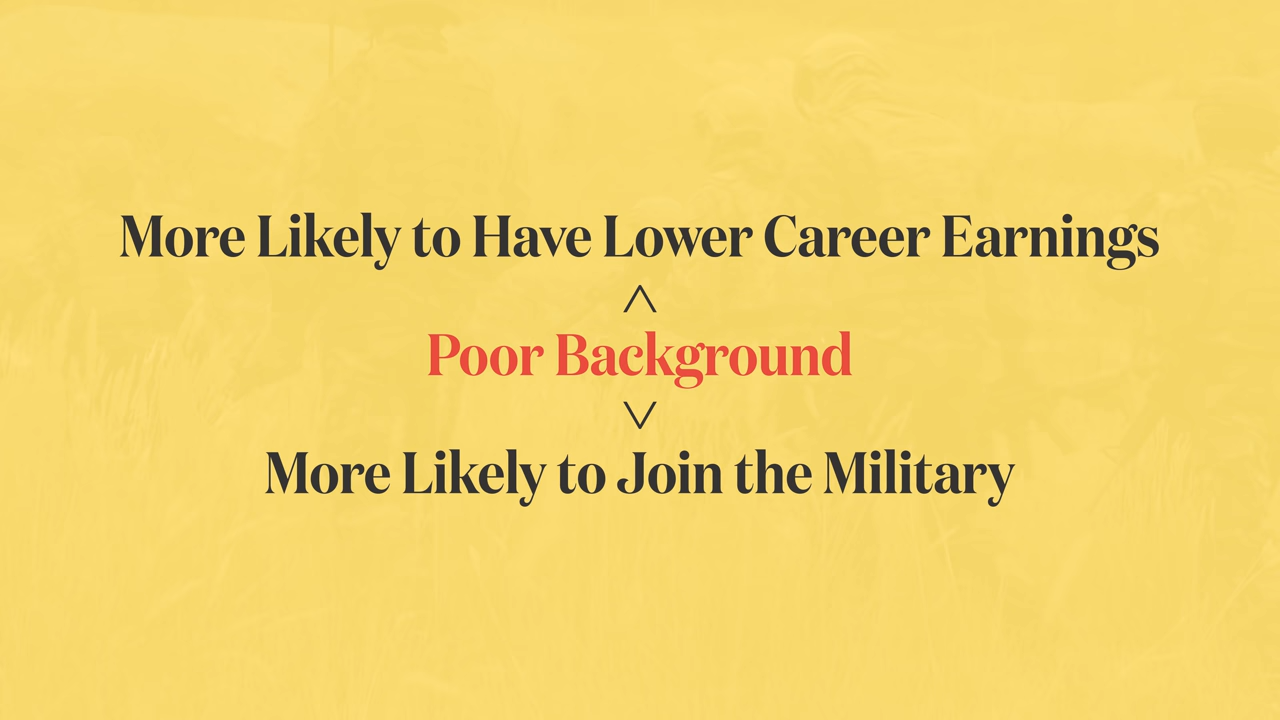 More Likely to Have Lower Career Earnings
Poor Background
More Likely to Join the Military